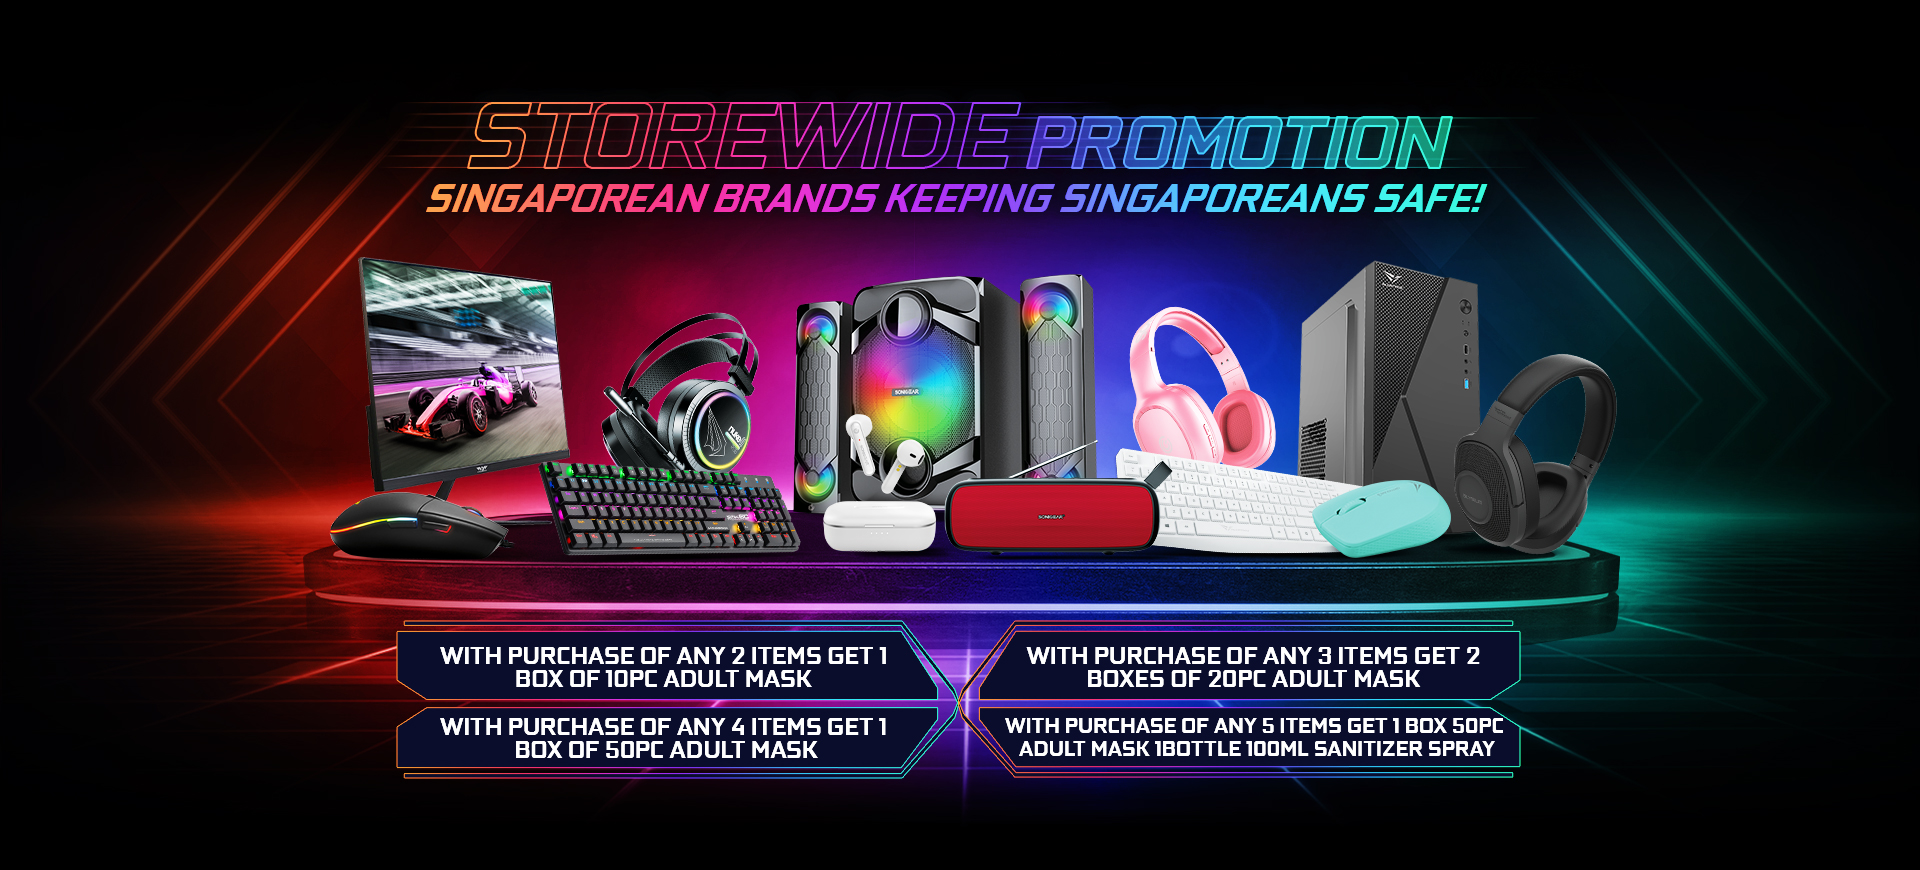 STOREWIDE PROMOTION
SINGAPOREAN BRANDS KEEPING SINGAPOREANS SAFE!
SONICGEAR
SONICGEAR
WITH PURCHASE OF ANY 2 ITEMS GET 1
BOX OF 10PC ADULT MASK
WITH PURCHASE OF ANY 3 ITEMS GET 2
BOXES OF 20PC ADULT MASK
WITH PURCHASE OF ANY 4 ITEMS GET 1
BOX OF 50PC ADULT MASK
WITH PURCHASE OF ANY 5 ITEMS GET 1 BOX 50PC
ADULT MASK 1BOTTLE 100ML SANITIZER SPRAY